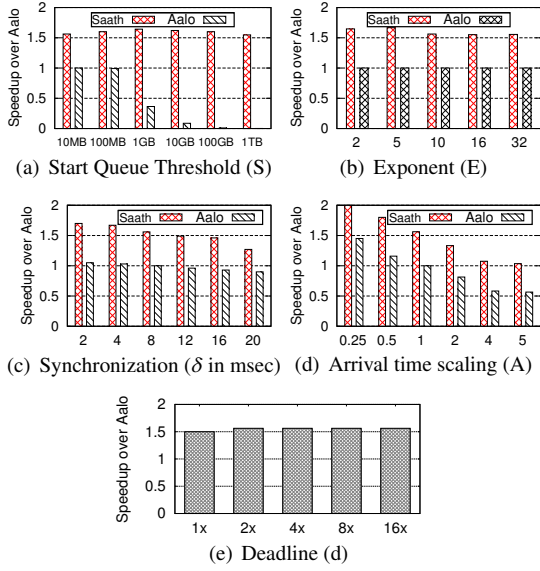 Speedup over Aalo
2
1.5
1
0.5
0
Saath
Aalo
10MB 100MB 1GB 10GB 100GB 1TB
(a) Start Queue Threshold (S)
Speedup over Aalo
2
1.5
1
0.5
0
Saath
Aalo
2 5 10 16 32
(b) Exponent (E)
Speedup over Aalo
2
1.5
1
0.5
0
Saath
Aalo
2 4 8 12 16 20
(c) Synchronization (δ in msec)
Speedup over Aalo
2
1.5
1
0.5
0
Saath
Aalo
0.25 0.5 1 2 4 5
(d) Arrival time scaling (A)
Speedup over Aalo
2
1.5
1
0.5
0
1x 2x 4x 8x 16x
(e) Deadline (d)